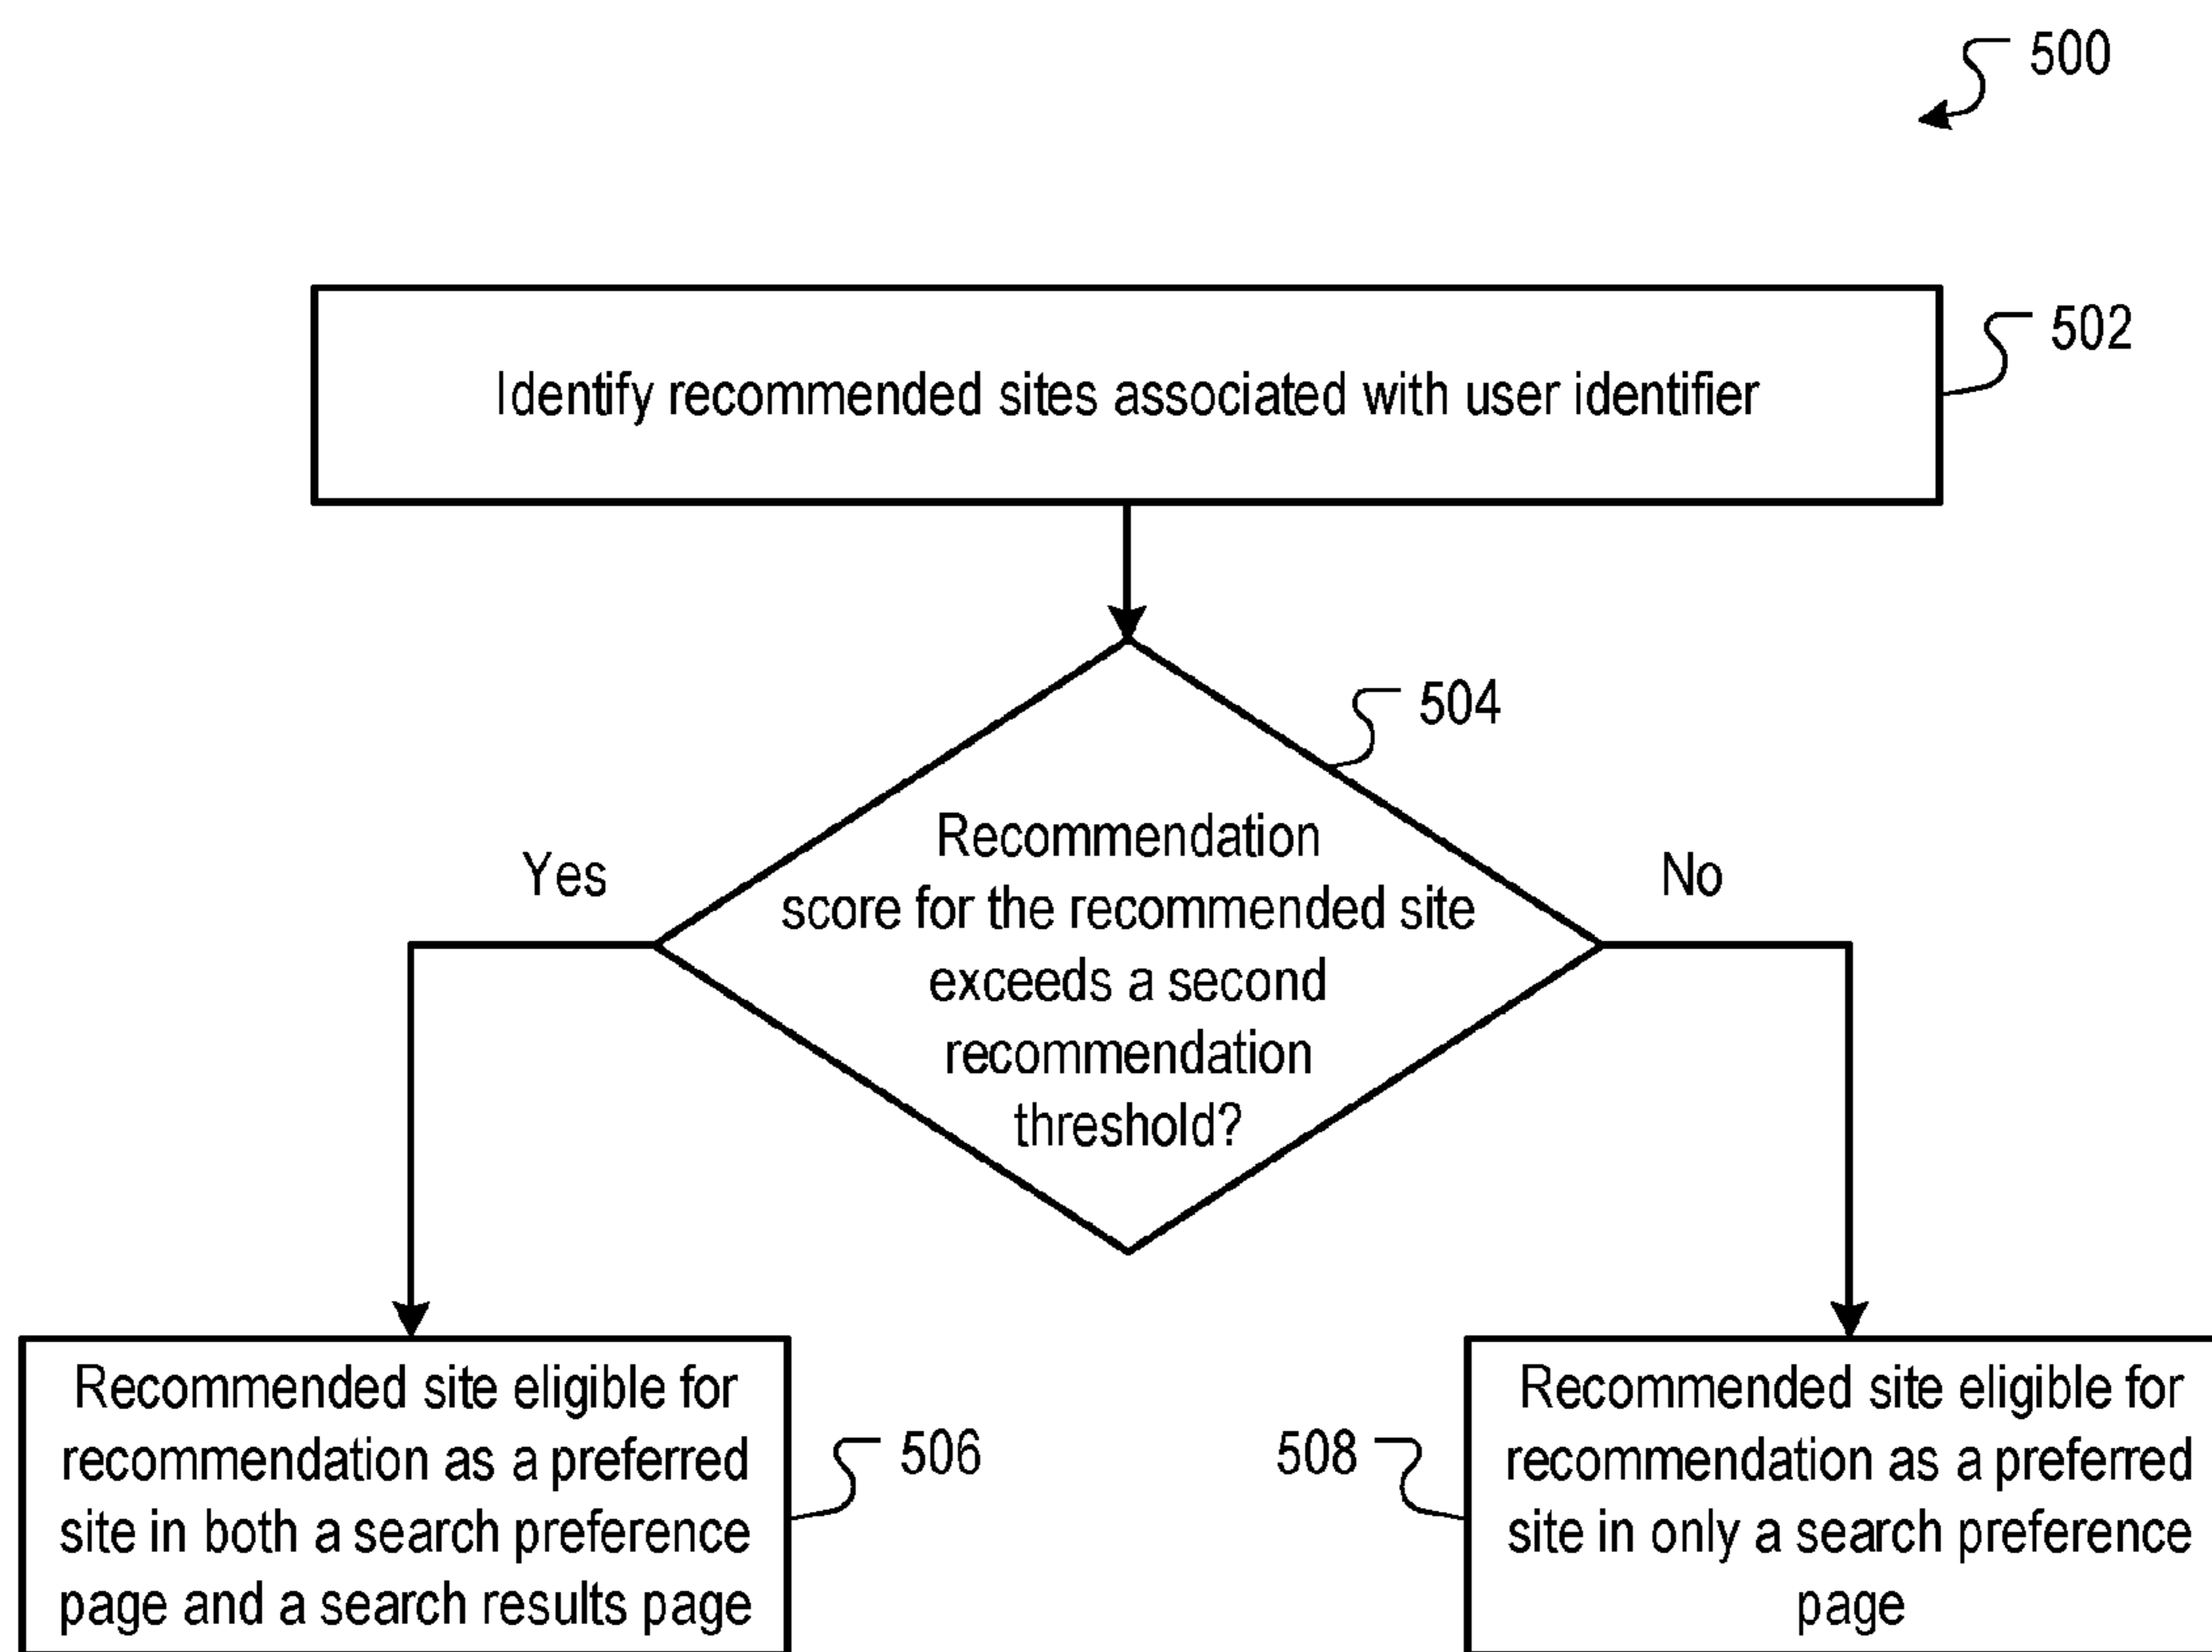 500
Identify recommended sites associated with user identifier
502
504
Recommendation
score for the recommended site
exceeds a second
recommendation
threshold?
Yes
No
Recommended site eligible for
recommendation as a preferred
site in both a search preference
page and a search results page
506
508
Recommended site eligible for
recommendation as a preferred
site in only a search preference
page